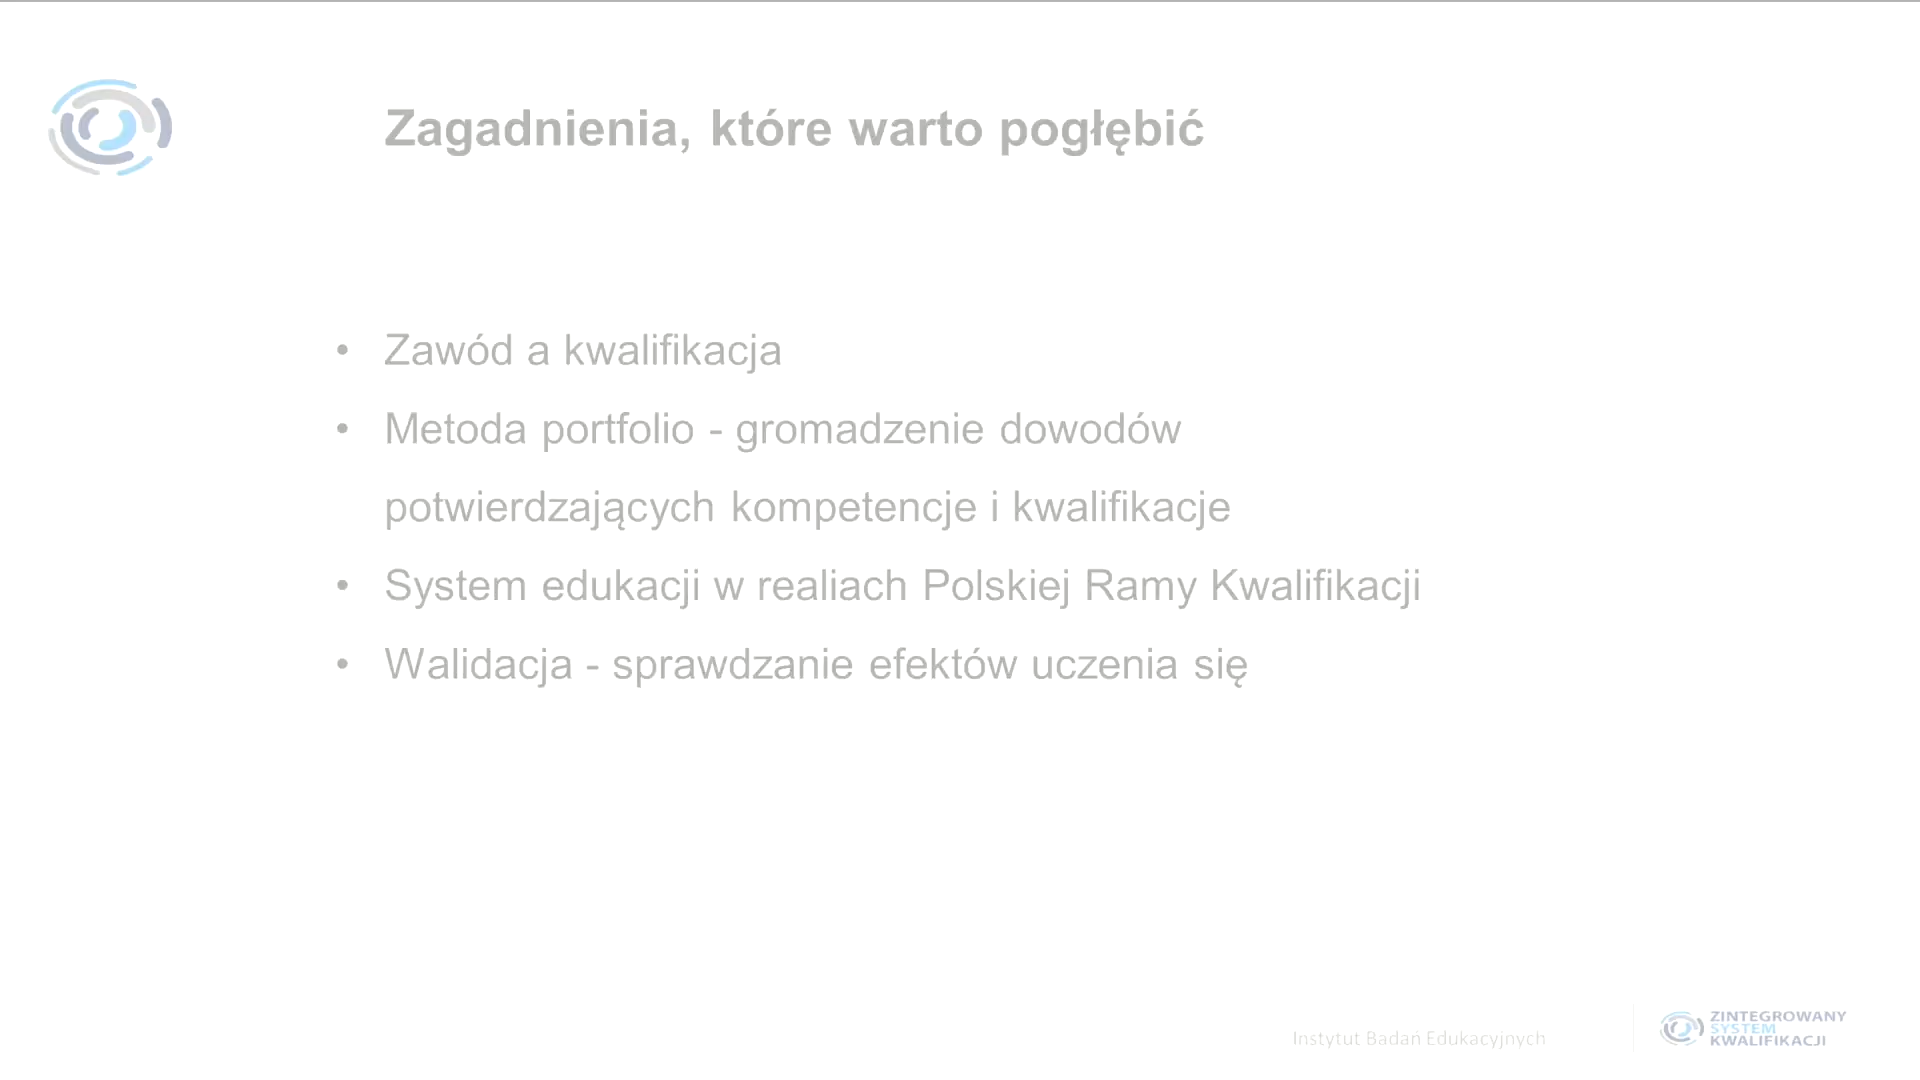 Zagadnienia, które warto pogłębić
• Zawód a kwalifikacja
• Metoda portfolio - gromadzenie dowodów
potwierdzających kompetencje i kwalifikacje
• System edukacji w realiach Polskiej Ramy Kwalifikacji
• Walidacja - sprawdzanie efektów uczenia się
Instytut Badań Edukacyjnych
ZINTEGROWANY
SYSTEM
KWALIFIKACJI